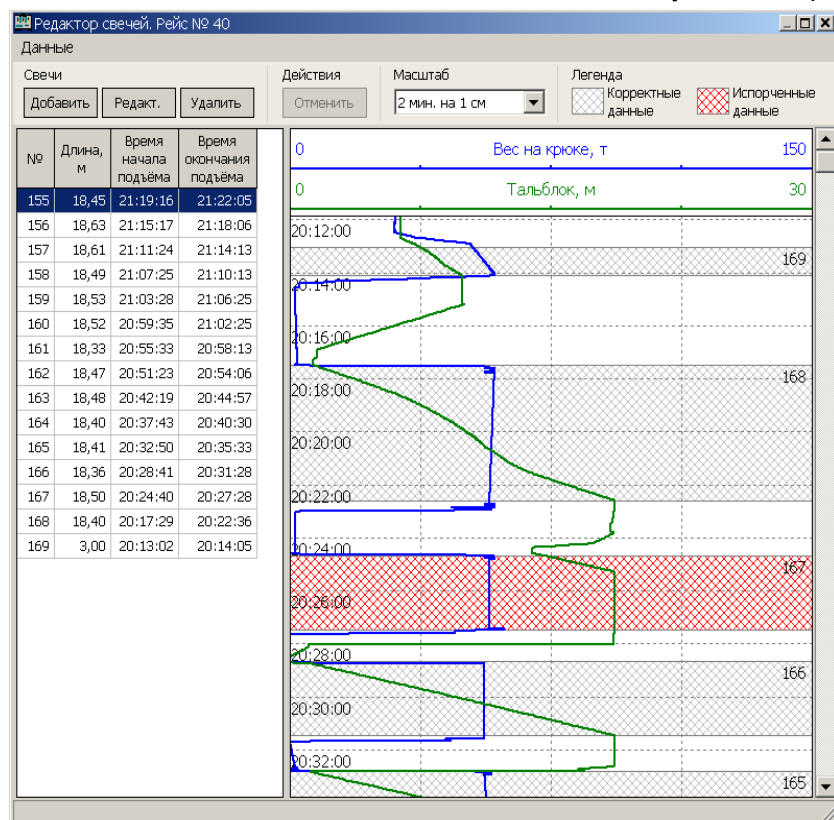 Редактор свечей. Рейс № 40
Данные
Свечи
Действия
Масштаб
Легенда
Добавить
Редакт.
Удалить
Отменить
2 мин. на 1 см
Корректные
данные
Испорченные
данные
№ Длина, м Время начала подъёма Время окончания подъёма
155 18,45 21:19:16 21:22:05
156 18,63 21:15:17 21:18:06
157 18,61 21:11:24 21:14:13
158 18,49 21:07:25 21:10:13
159 18,53 21:03:28 21:06:25
160 18,52 20:59:35 21:02:25
161 18,33 20:55:33 20:58:13
162 18,47 20:51:23 20:54:06
163 18,48 20:42:19 20:44:57
164 18,40 20:37:43 20:40:30
165 18,41 20:32:50 20:35:33
166 18,36 20:28:41 20:31:28
167 18,50 20:24:40 20:27:28
168 18,40 20:17:29 20:22:36
169 3,00 20:13:02 20:14:05
0 Вес на крюке, т 150
0 Тальблок, м 30
20:12:00
169
20:14:00
20:16:00
168
20:18:00
20:20:00
20:22:00
20:24:00
167
20:26:00
20:28:00
166
20:30:00
20:32:00
165